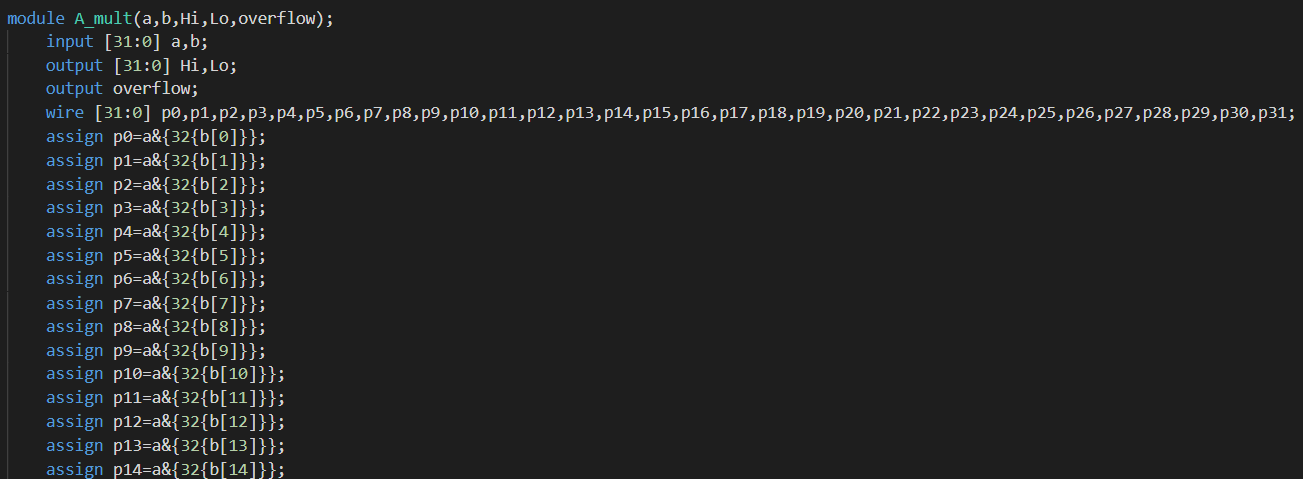 module A_mult(a,b,Hi,Lo,overflow);
input [31:0] a,b;
output [31:0] Hi,Lo;
output overflow;
wire [31:0] p0,p1,p2,p3,p4,p5,p6,p7,p8,p9,p10,p11,p12,p13,p14,p15,p16,p17,p18,p19,p20,p21,p22,p23,p24,p25,p26,p27,p28,p29,p30,p31;
assign p0=a&{32{b[0]}};
assign p1=a&{32{b[1]}};
assign p2=a&{32{b[2]}};
assign p3=a&{32{b[3]}};
assign p4=a&{32{b[4]}};
assign p5=a&{32{b[5]}};
assign p6=a&{32{b[6]}};
assign p7=a&{32{b[7]}};
assign p8=a&{32{b[8]}};
assign p9=a&{32{b[9]}};
assign p10=a&{32{b[10]}};
assign p11=a&{32{b[11]}};
assign p12=a&{32{b[12]}};
assign p13=a&{32{b[13]}};
assign p14=a&{32{b[14]}};